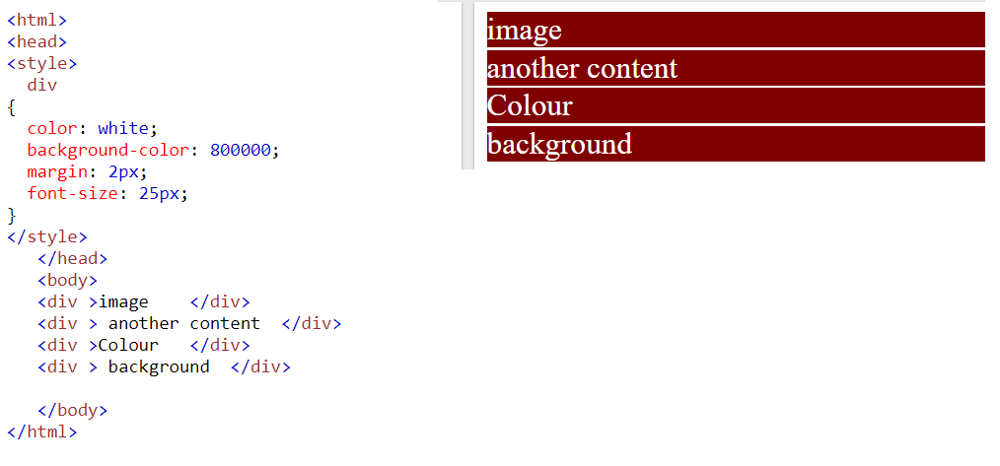 <html>
<head>
<style>
  div
{
  color: white;
  background-color: 800000;
  margin: 2px;
  font-size: 25px;
}
</style>
   </head>
   <body>
   <div >image    </div>
   <div > another content  </div>
   <div >Colour   </div>
   <div > background  </div>
   </body>
</html>
image
another content
Colour
background